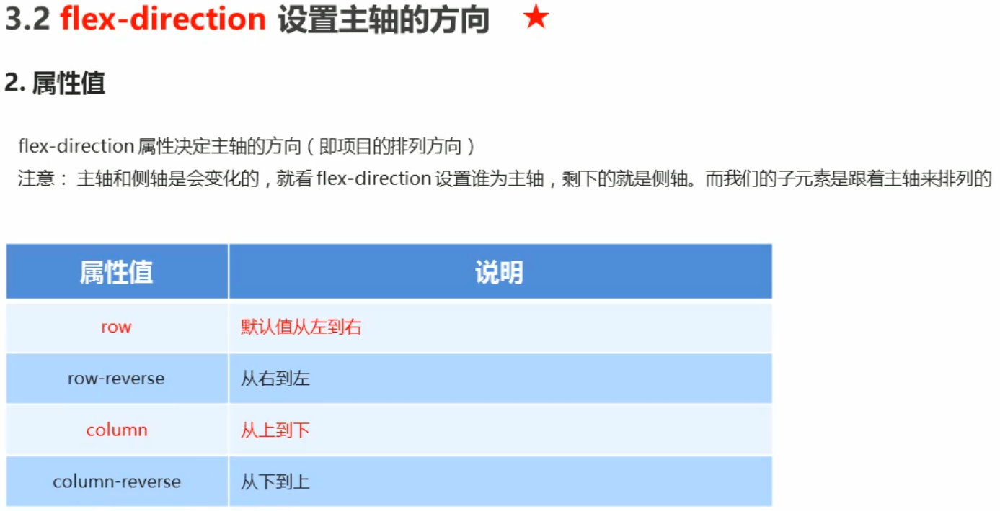 3.2 flex-direction 设置主轴的方向 ★
2. 属性值
flex-direction 属性决定主轴的方向（即项目的排列方向）
注意： 主轴和侧轴是会变化的，就看 flex-direction 设置谁为主轴，剩下的就是侧轴。而我们的子元素是跟着主轴来排列的
属性值 说明
row 默认值从左到右
row-reverse 从右到左
column 从上到下
column-reverse 从下到上